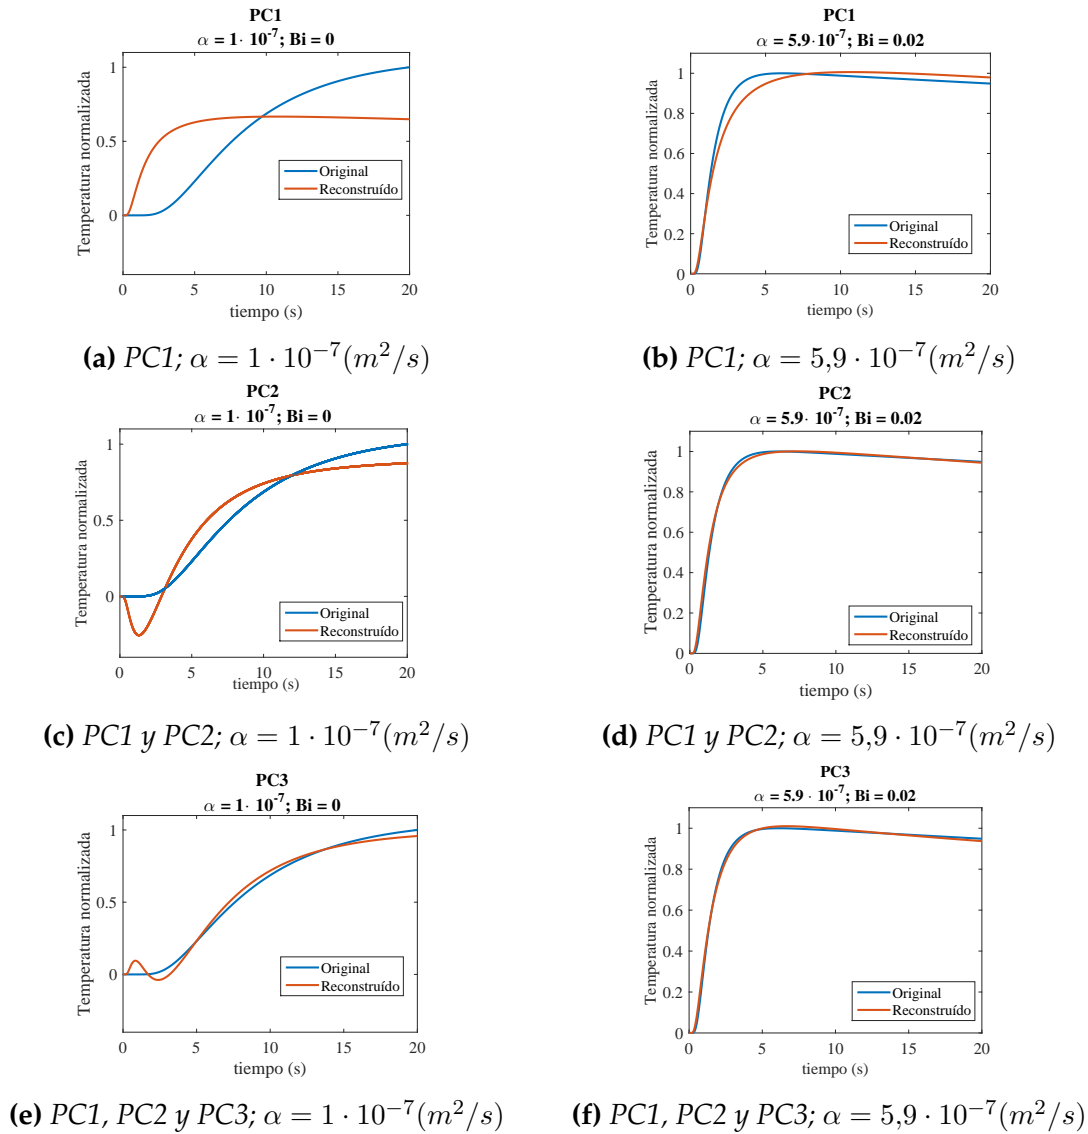 PC1
α = 1· 10-7; Bi = 0
Temperatura normalizada
1
0.5
0
Original
Reconstruído
0 5 10 15 20
tiempo (s)
(a) PC1; α = 1 · 10−7(m2/s)
PC1
α = 5.9·10-7; Bi = 0.02
Temperatura normalizada
1
0.8
0.6
0.4
0.2
0
Original
Reconstruído
0 5 10 15 20
tiempo (s)
(b) PC1; α = 5,9 · 10−7(m2/s)
PC2
α = 1· 10-7; Bi = 0
Temperatura normalizada
1
0.5
0
Original
Reconstruído
0 5 10 15 20
tiempo (s)
(c) PC1 y PC2; α = 1 · 10−7(m2/s)
PC2
α = 5.9· 10-7; Bi = 0.02
Temperatura normalizada
1
0.8
0.6
0.4
0.2
0
Original
Reconstruído
0 5 10 15 20
tiempo (s)
(d) PC1 y PC2; α = 5,9 · 10−7(m2/s)
PC3
α = 1· 10-7; Bi = 0
Temperatura normalizada
1
0.5
0
Original
Reconstruído
0 5 10 15 20
tiempo (s)
(e) PC1, PC2 y PC3; α = 1 · 10−7(m2/s)
PC3
α = 5.9 · 10-7; Bi = 0.02
Temperatura normalizada
1
0.8
0.6
0.4
0.2
0
Original
Reconstruído
0 5 10 15 20
tiempo (s)
(f) PC1, PC2 y PC3; α = 5,9 · 10−7(m2/s)